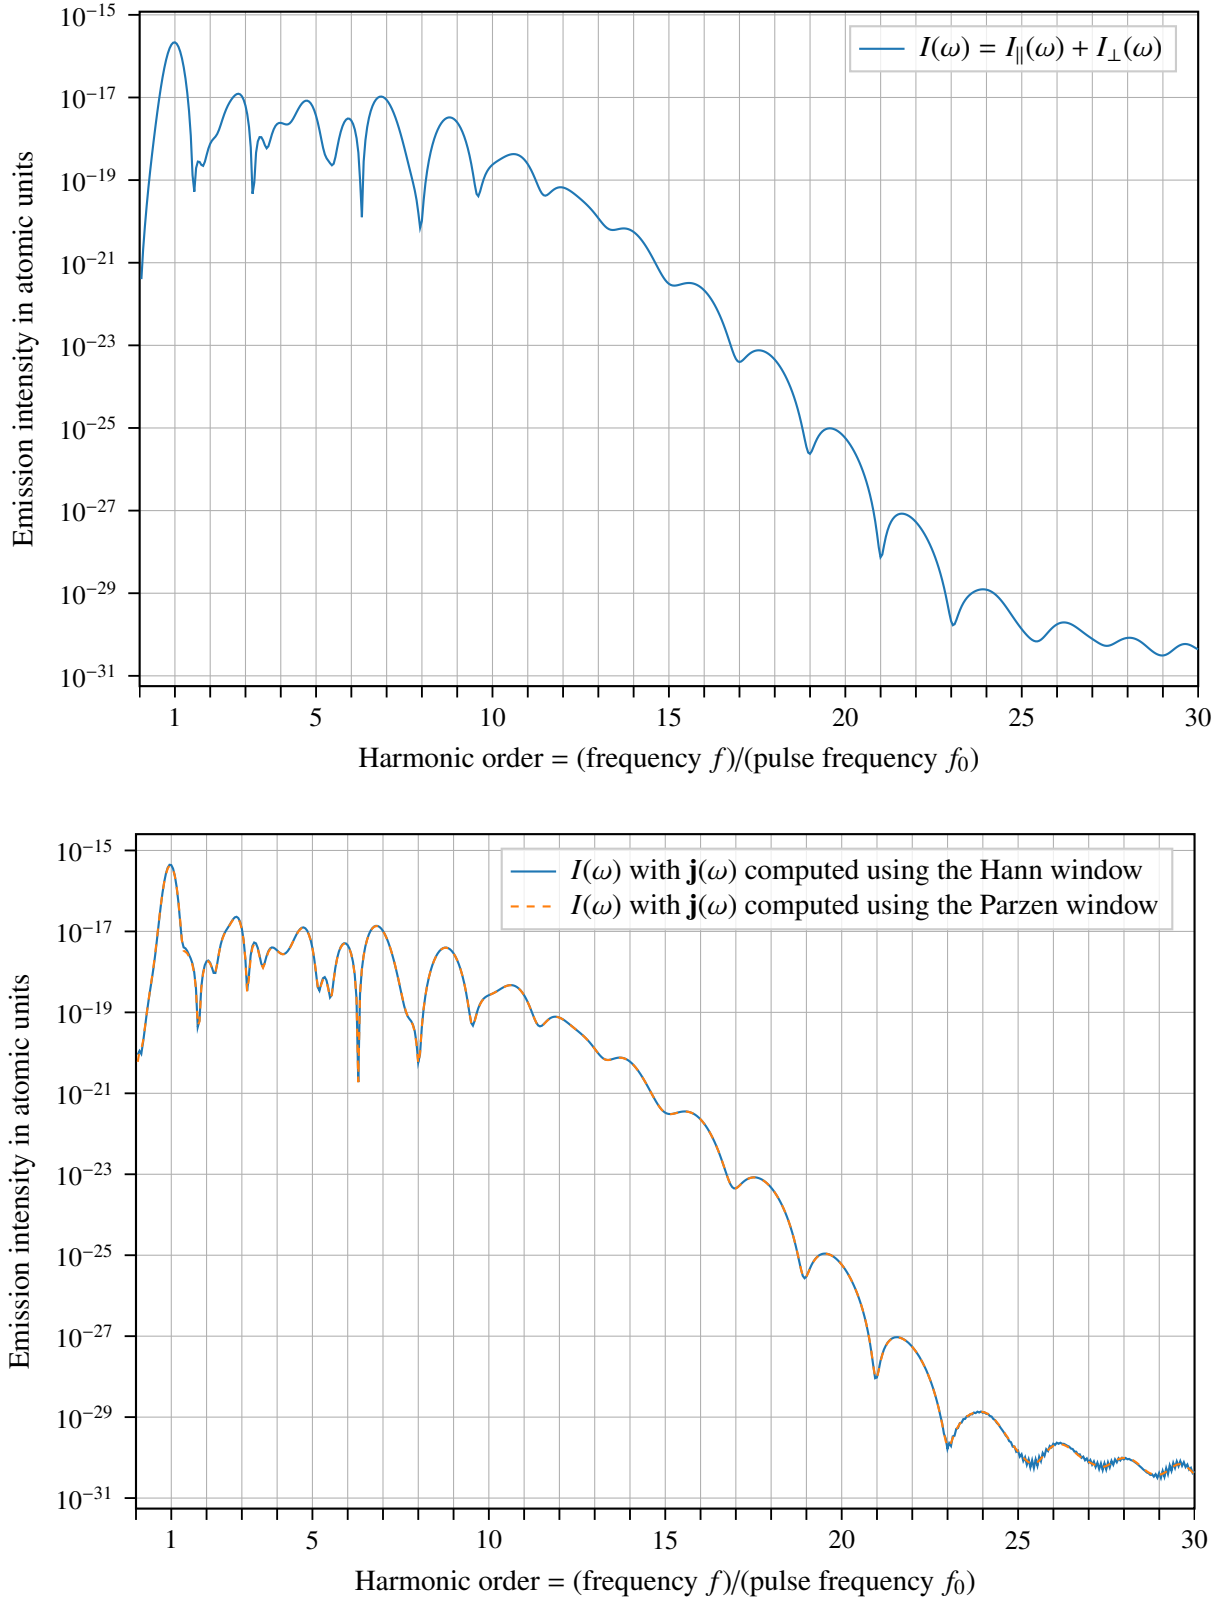 I(ω) = I∥(ω) + I⊥(ω)
10⁻¹⁵
10⁻¹⁷
10⁻¹⁹
10⁻²¹
10⁻²³
10⁻²⁵
10⁻²⁷
10⁻²⁹
10⁻³¹
Emission intensity in atomic units
1 5 10 15 20 25 30
Harmonic order = (frequency f)/(pulse frequency f₀)
I(ω) with j(ω) computed using the Hann window
I(ω) with j(ω) computed using the Parzen window
10⁻¹⁵
10⁻¹⁷
10⁻¹⁹
10⁻²¹
10⁻²³
10⁻²⁵
10⁻²⁷
10⁻²⁹
10⁻³¹
Emission intensity in atomic units
1 5 10 15 20 25 30
Harmonic order = (frequency f)/(pulse frequency f₀)